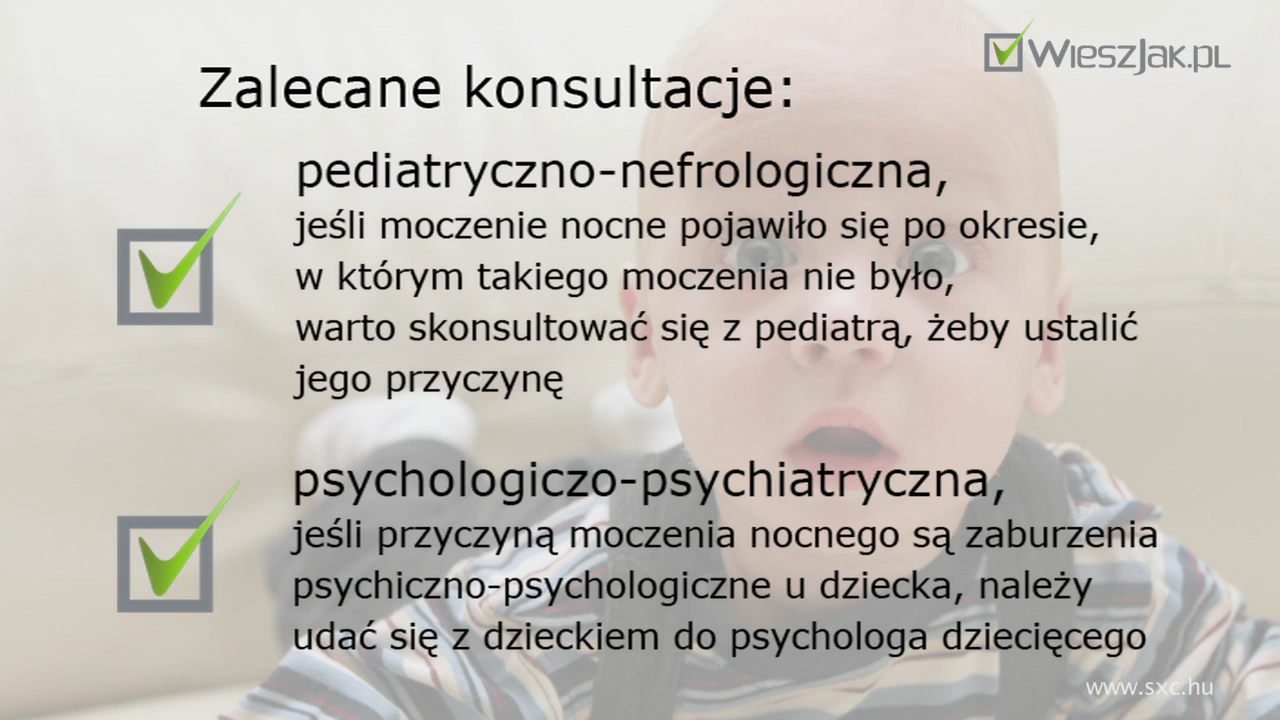 WieszJak.pl
Zalecane konsultacje:
pediatryczno-nefrologiczna,
jeśli moczenie nocne pojawiło się po okresie,
w którym takiego moczenia nie było,
warto skonsultować się z pediatrą, żeby ustalić
jego przyczynę
psychologiczo-psychiatryczna,
jeśli przyczyną moczenia nocnego są zaburzenia
psychiczno-psychologiczne u dziecka, należy
udać się z dzieckiem do psychologa dziecięcego
www.sxc.hu